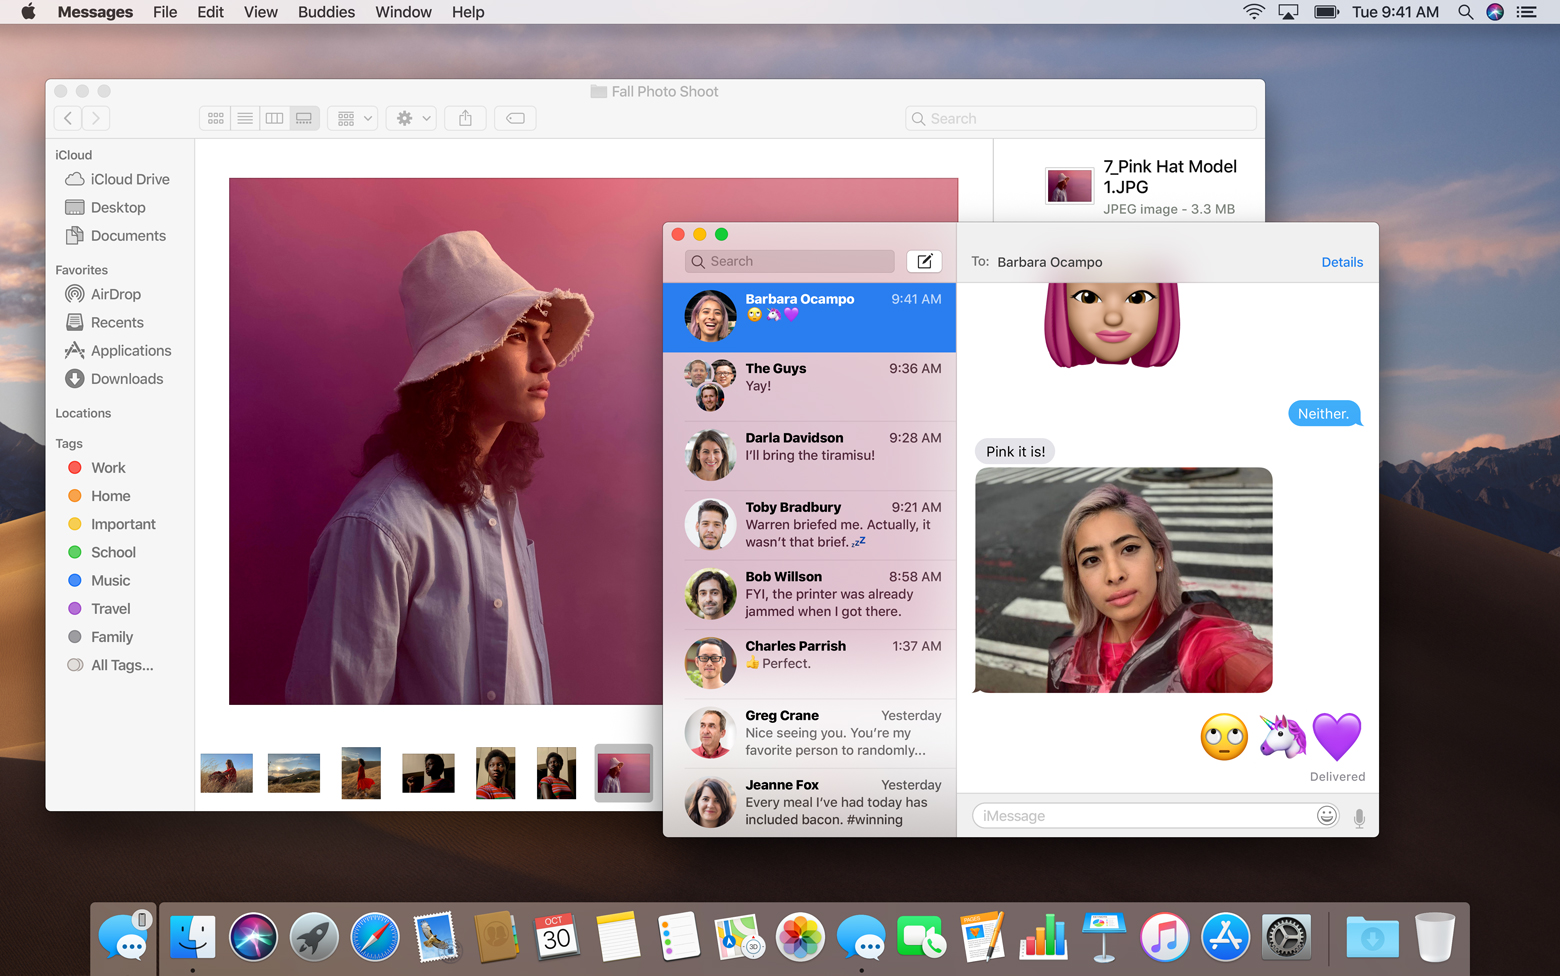 Messages File Edit View Buddies Window Help
Tue 9:41 AM
Fall Photo Shoot
Search
iCloud
iCloud Drive
Desktop
Documents
Favorites
AirDrop
Recents
Applications
Downloads
Locations
Tags
Work
Home
Important
School
Music
Travel
Family
All Tags...
7_Pink Hat Model
1.JPG
JPEG image - 3.3 MB
Search
Barbara Ocampo 9:41 AM
🙄🦄💜
The Guys 9:36 AM
Yay!
Darla Davidson 9:28 AM
I'll bring the tiramisu!
Toby Bradbury 9:21 AM
Warren briefed me. Actually, it
wasn't that brief. 💤
Bob Willson 8:58 AM
FYI, the printer was already
jammed when I got there.
Charles Parrish 1:37 AM
👍 Perfect.
Greg Crane Yesterday
Nice seeing you. You're my
favorite person to randomly...
Jeanne Fox Yesterday
Every meal I've had today has
included bacon. #winning
To: Barbara Ocampo Details
Neither.
Pink it is!
🙄🦄💜
Delivered
iMessage
OCT
30
PAGES
3D